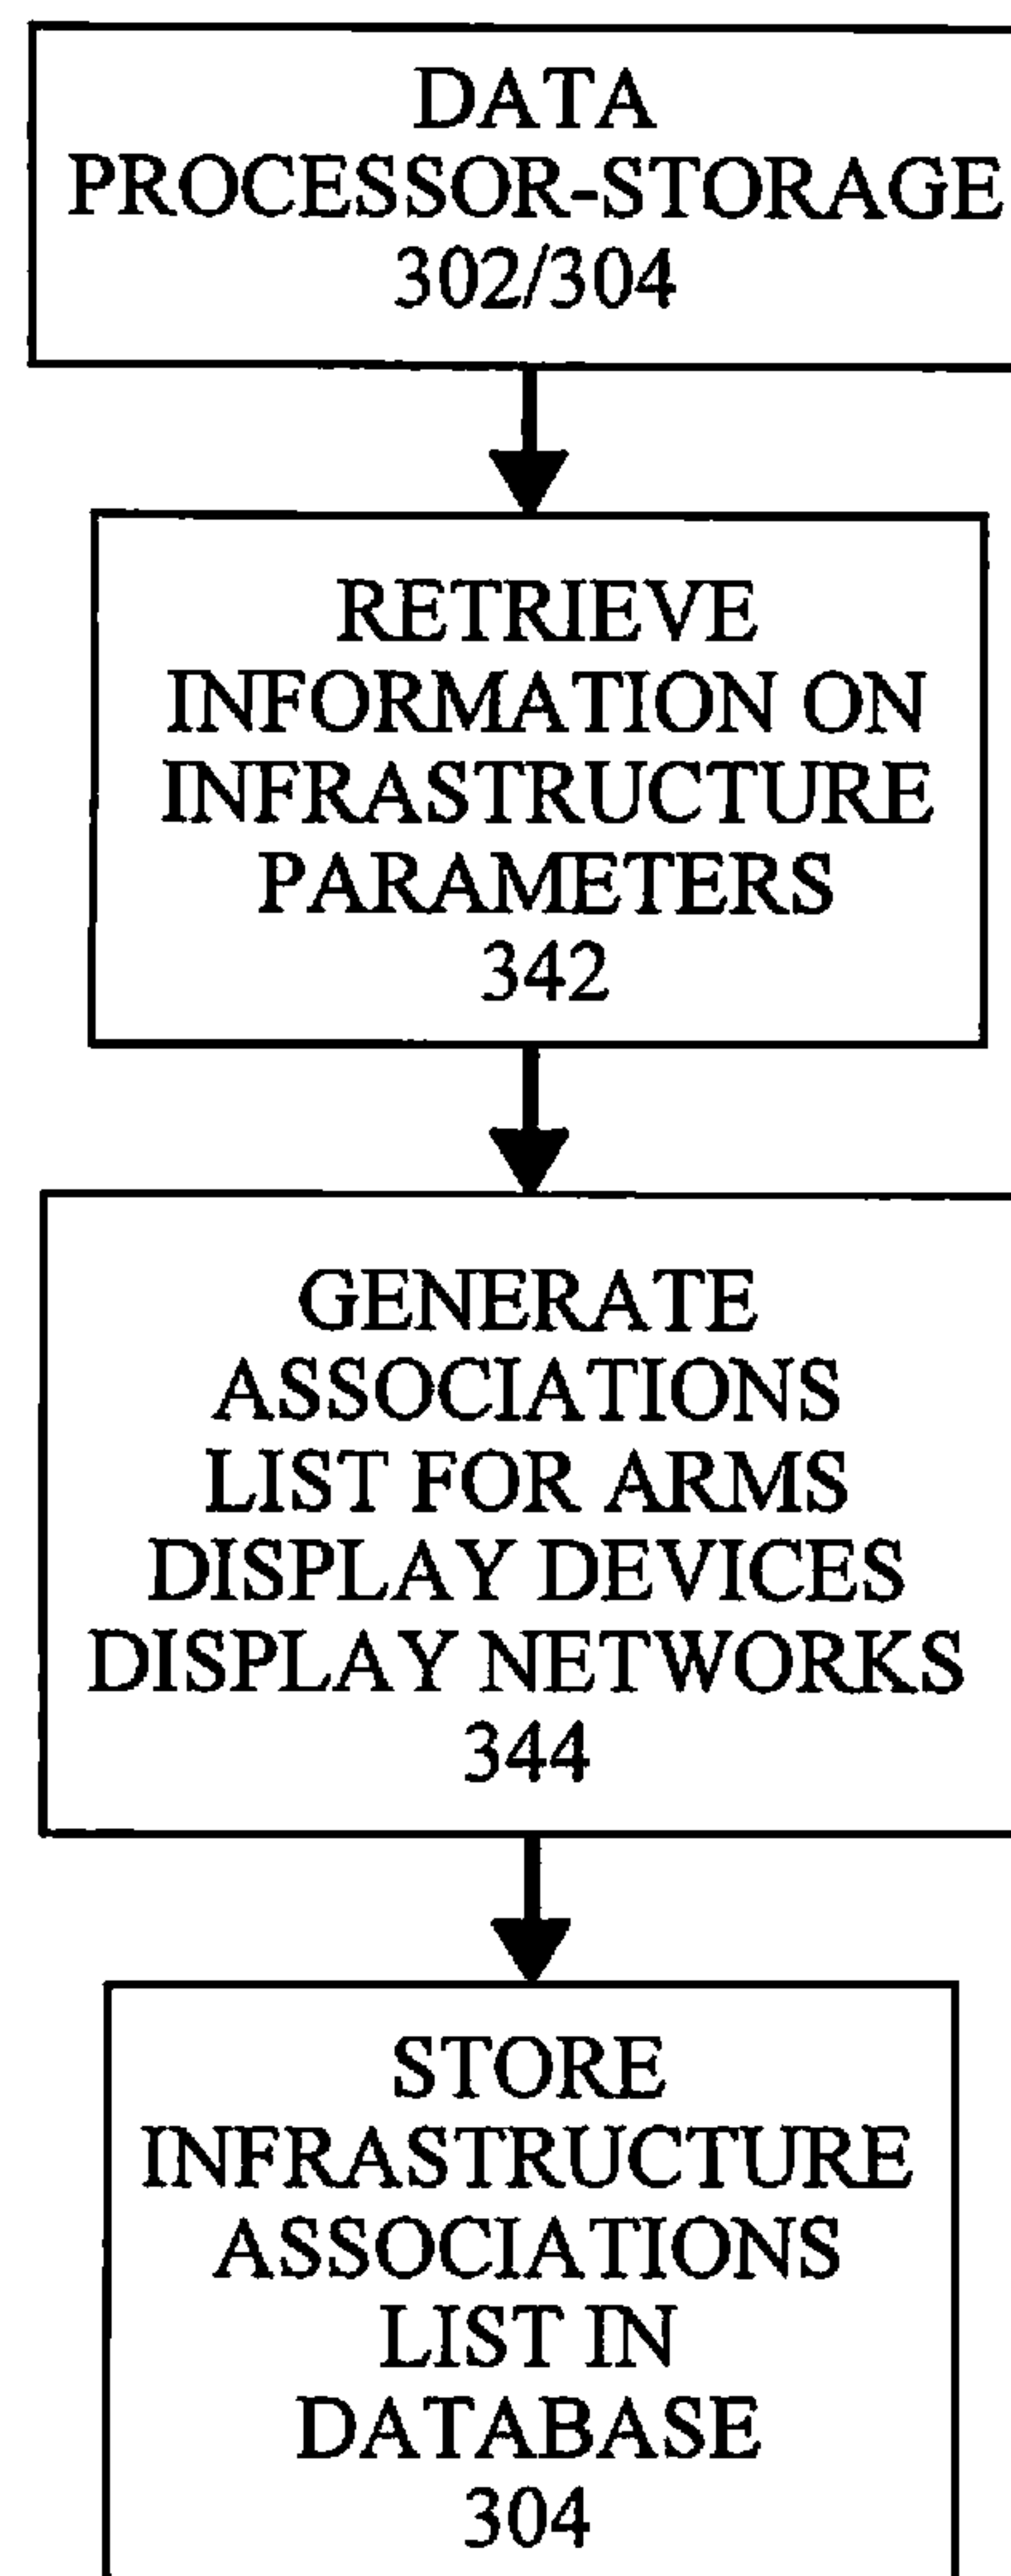 DATA
PROCESSOR-STORAGE
302/304
RETRIEVE
INFORMATION ON
INFRASTRUCTURE
PARAMETERS
342
GENERATE
ASSOCIATIONS
LIST FOR ARMS
DISPLAY DEVICES
DISPLAY NETWORKS
344
STORE
INFRASTRUCTURE
ASSOCIATIONS
LIST IN
DATABASE
304